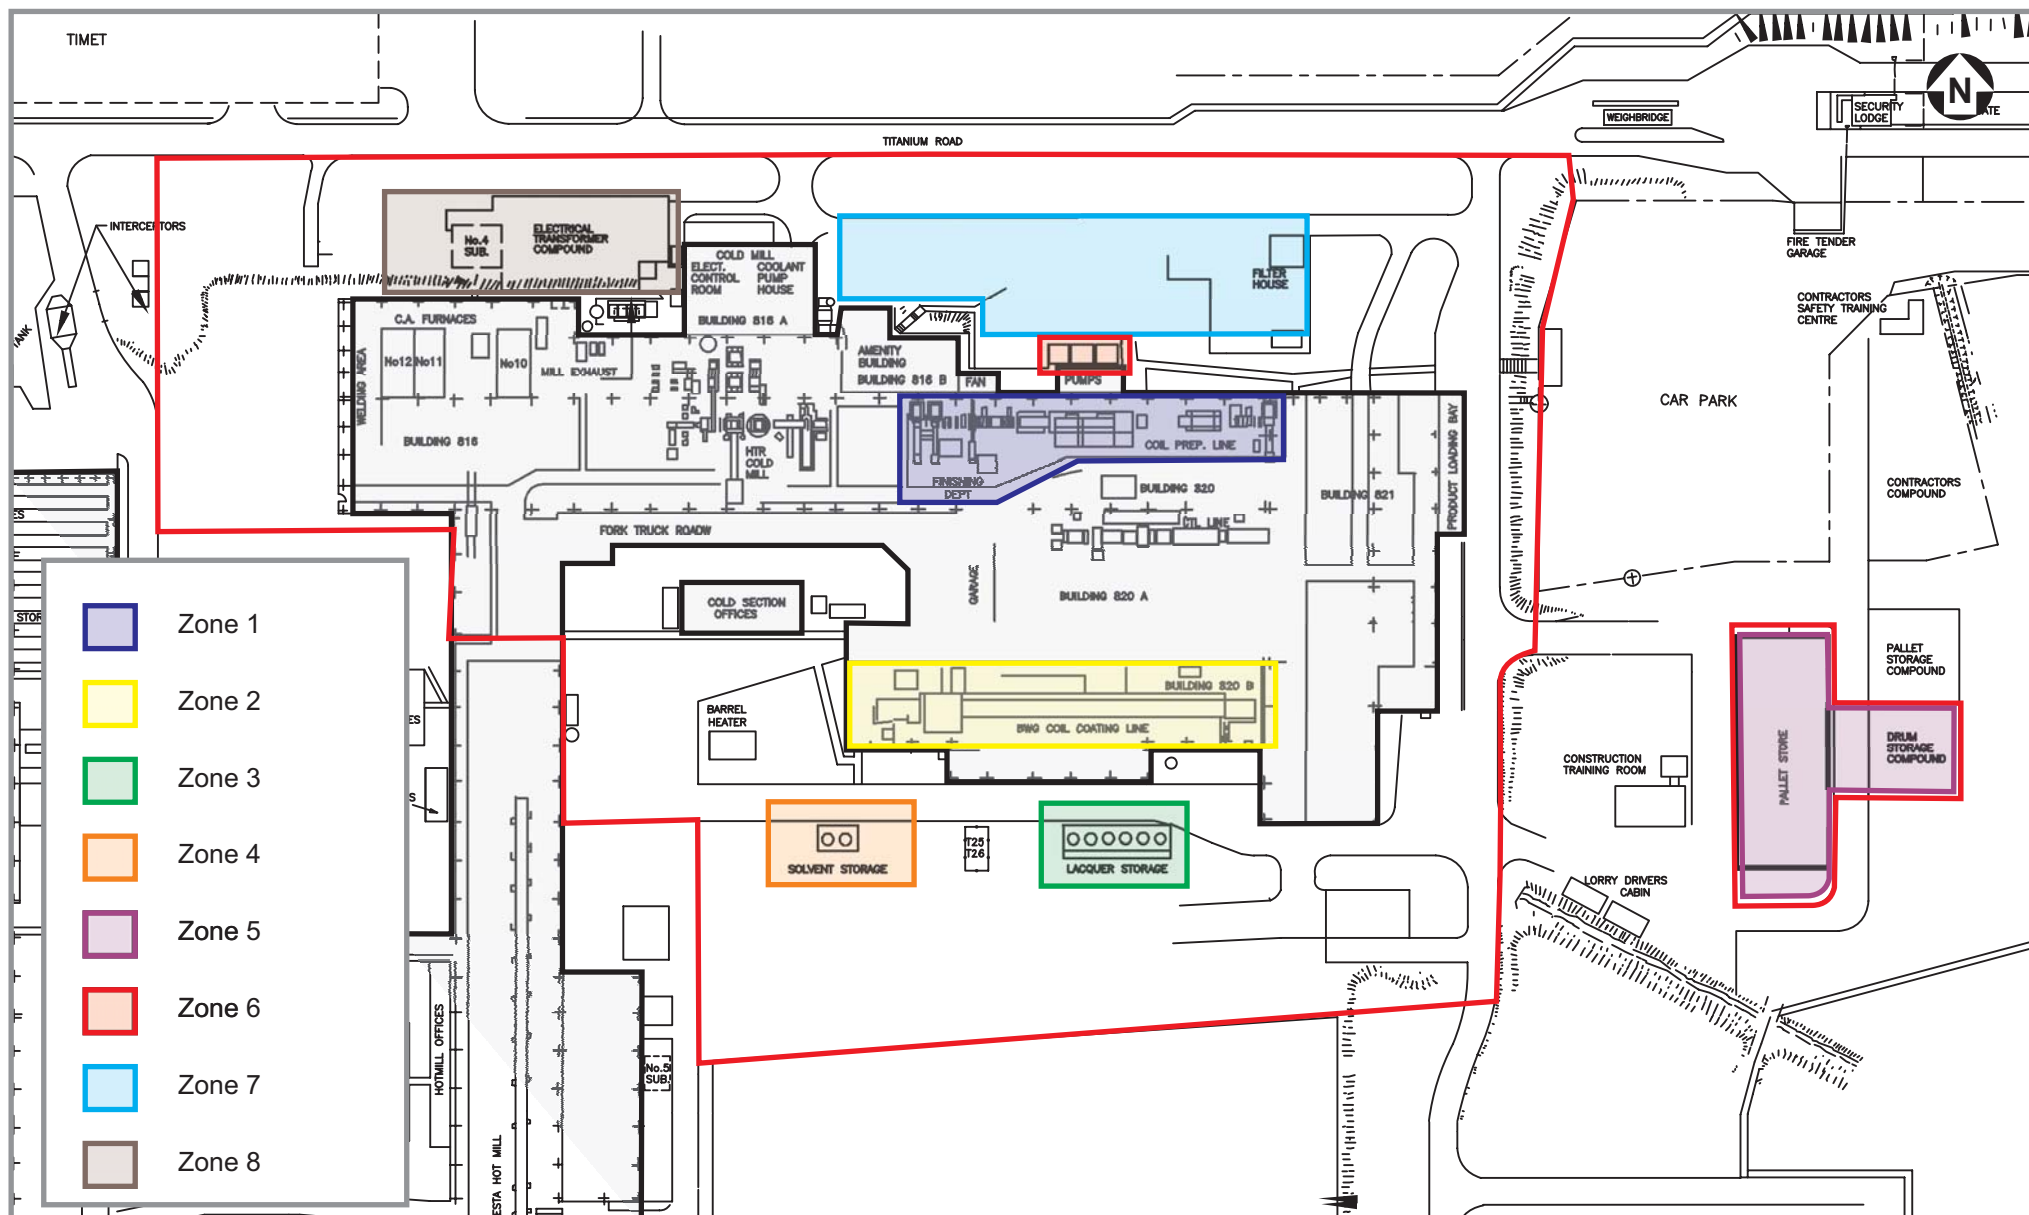 TIMET
TITANIUM ROAD
WEIGHBRIDGE
SECURITY
LODGE
N
INTERCEPTORS
No.4
SUB.
ELECTRICAL
TRANSFORMER
COMPOUND
COLD MILL
ELECT.
CONTROL
ROOM
COOLANT
PUMP
HOUSE
BUILDING 816 A
FILTER
HOUSE
FIRE TENDER
GARAGE
CONTRACTORS
SAFETY TRAINING
CENTRE
C.A. FURNACES
No12
No11
No10
MILL EXHAUST
WELDING AREA
BUILDING 816
AMENITY
BUILDING
BUILDING 816 B
FAN
PUMPS
HTR
COLD
MILL
COIL PREP. LINE
FINISHING
DEPT
BUILDING 820
CTL LINE
BUILDING 821
PRODUCT LOADING BAY
CAR PARK
CONTRACTORS
COMPOUND
FORK TRUCK ROADW
GARAGE
BUILDING 820 A
COLD SECTION
OFFICES
BARREL
HEATER
BUILDING 820 B
BWG COIL COATING LINE
PALLET
STORAGE
COMPOUND
PALLET STORE
DRUM
STORAGE
COMPOUND
CONSTRUCTION
TRAINING ROOM
SOLVENT STORAGE
T25
T26
LACQUER STORAGE
LORRY DRIVERS
CABIN
HOTMILL OFFICES
No.5
SUB.
ESTA HOT MILL
Zone 1
Zone 2
Zone 3
Zone 4
Zone 5
Zone 6
Zone 7
Zone 8